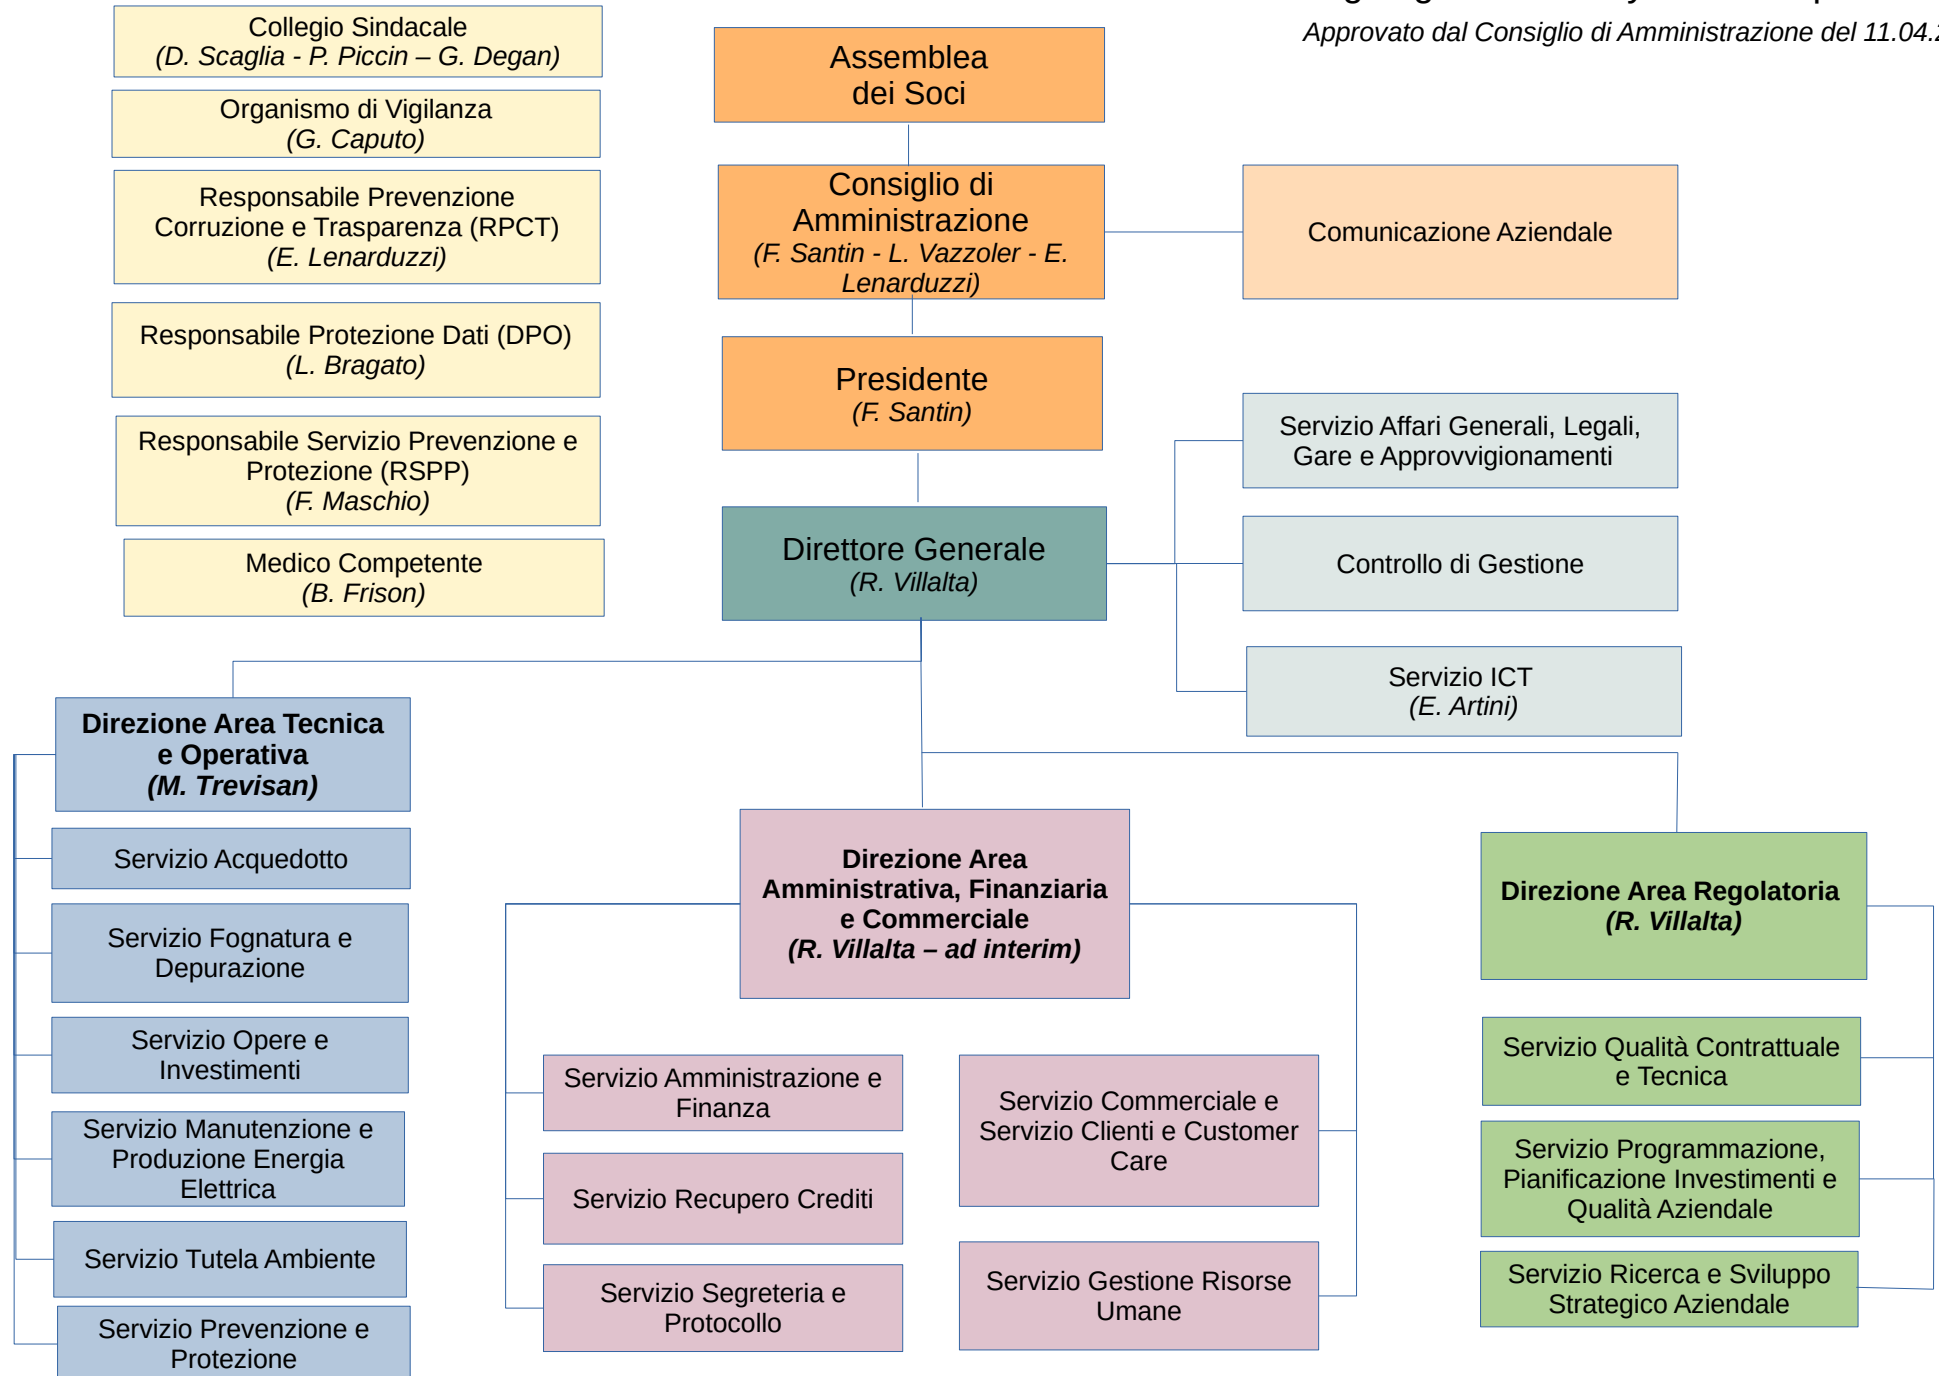 Approvato dal Consiglio di Amministrazione del 11.04.
Collegio Sindacale
(D. Scaglia - P. Piccin – G. Degan)
Organismo di Vigilanza
(G. Caputo)
Responsabile Prevenzione
Corruzione e Trasparenza (RPCT)
(E. Lenarduzzi)
Responsabile Protezione Dati (DPO)
(L. Bragato)
Responsabile Servizio Prevenzione e
Protezione (RSPP)
(F. Maschio)
Medico Competente
(B. Frison)
Assemblea
dei Soci
Consiglio di
Amministrazione
(F. Santin - L. Vazzoler - E.
Lenarduzzi)
Comunicazione Aziendale
Presidente
(F. Santin)
Direttore Generale
(R. Villalta)
Servizio Affari Generali, Legali,
Gare e Approvvigionamenti
Controllo di Gestione
Servizio ICT
(E. Artini)
Direzione Area Tecnica
e Operativa
(M. Trevisan)
Servizio Acquedotto
Servizio Fognatura e
Depurazione
Servizio Opere e
Investimenti
Servizio Manutenzione e
Produzione Energia
Elettrica
Servizio Tutela Ambiente
Servizio Prevenzione e
Protezione
Direzione Area
Amministrativa, Finanziaria
e Commerciale
(R. Villalta – ad interim)
Servizio Amministrazione e
Finanza
Servizio Recupero Crediti
Servizio Segreteria e
Protocollo
Servizio Commerciale e
Servizio Clienti e Customer
Care
Servizio Gestione Risorse
Umane
Direzione Area Regolatoria
(R. Villalta)
Servizio Qualità Contrattuale
e Tecnica
Servizio Programmazione,
Pianificazione Investimenti e
Qualità Aziendale
Servizio Ricerca e Sviluppo
Strategico Aziendale